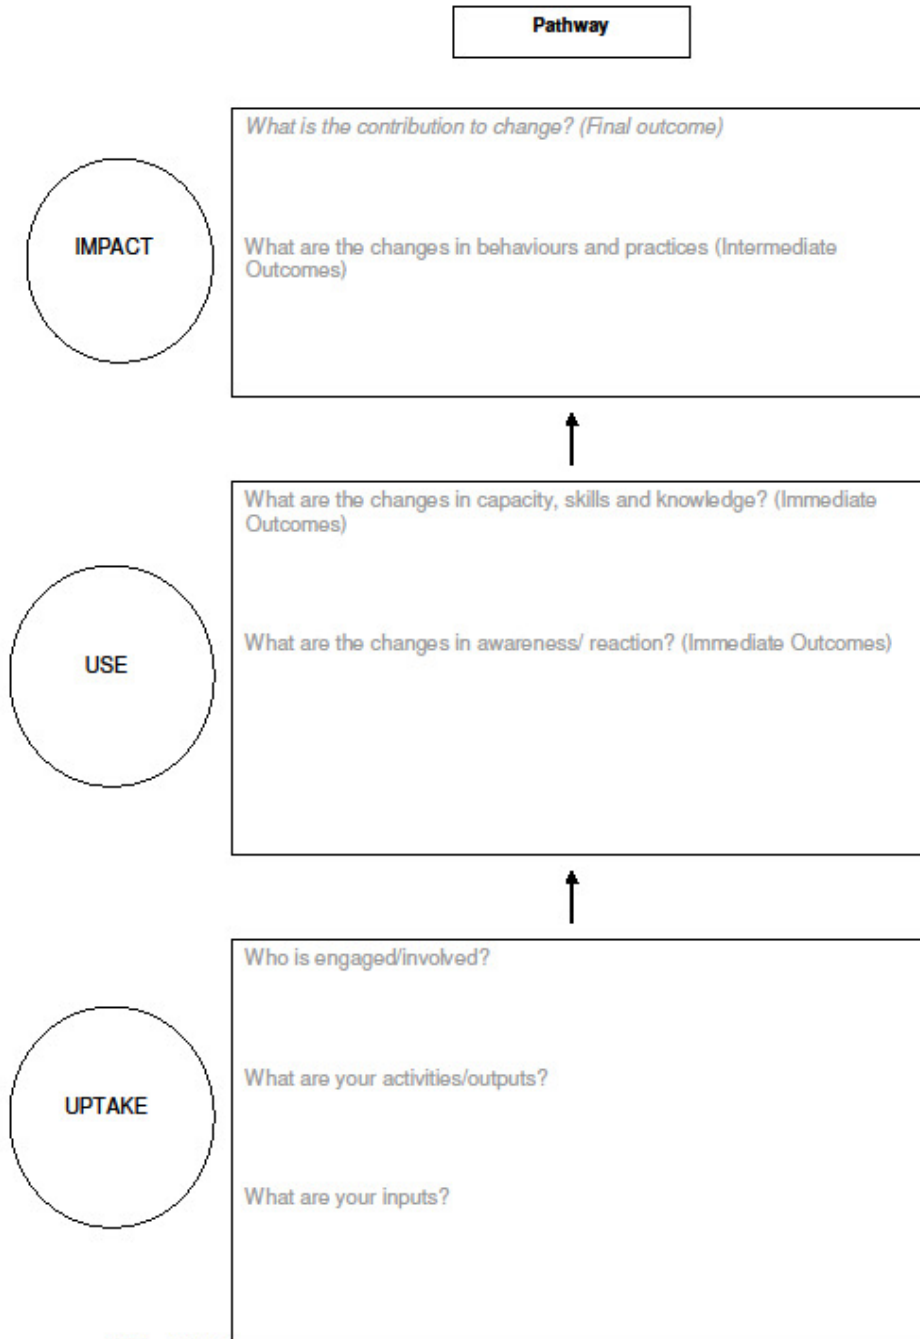 Pathway
What is the contribution to change? (Final outcome)
IMPACT
What are the changes in behaviours and practices (Intermediate
Outcomes)
What are the changes in capacity, skills and knowledge? (Immediate
Outcomes)
USE
What are the changes in awareness/ reaction? (Immediate Outcomes)
Who is engaged/involved?
UPTAKE
What are your activities/outputs?
What are your inputs?